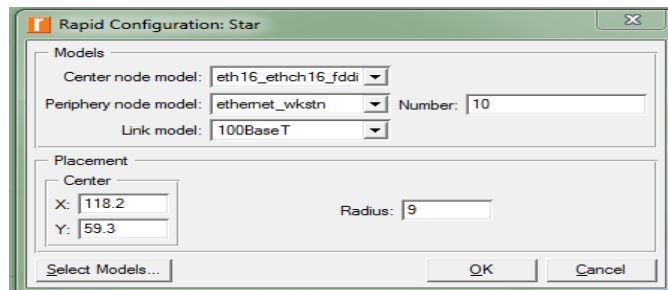 Rapid Configuration: Star
Models
Center node model: eth16_ethch16_fddi
Periphery node model: ethernet_wkstn Number: 10
Link model: 100BaseT
Placement
Center
X: 118.2
Radius: 9
Y: 59.3
Select Models... OK Cancel